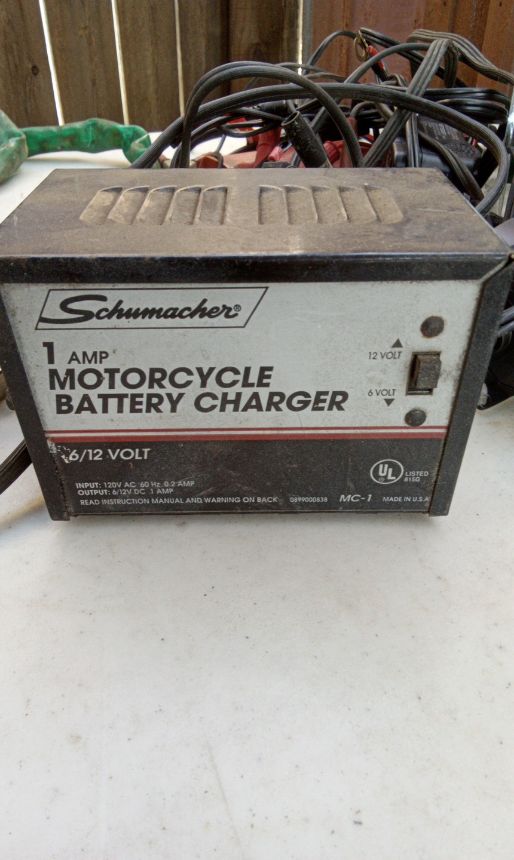 Schumacher®
1 AMP
MOTORCYCLE
BATTERY CHARGER
12 VOLT
6 VOLT
6/12 VOLT
INPUT: 120V AC 60 Hz 0.2 AMP
OUTPUT: 6/12V DC 1 AMP
READ INSTRUCTION MANUAL AND WARNING ON BACK 0899000838 MC-1 MADE IN U.S.A
UL LISTED
815G